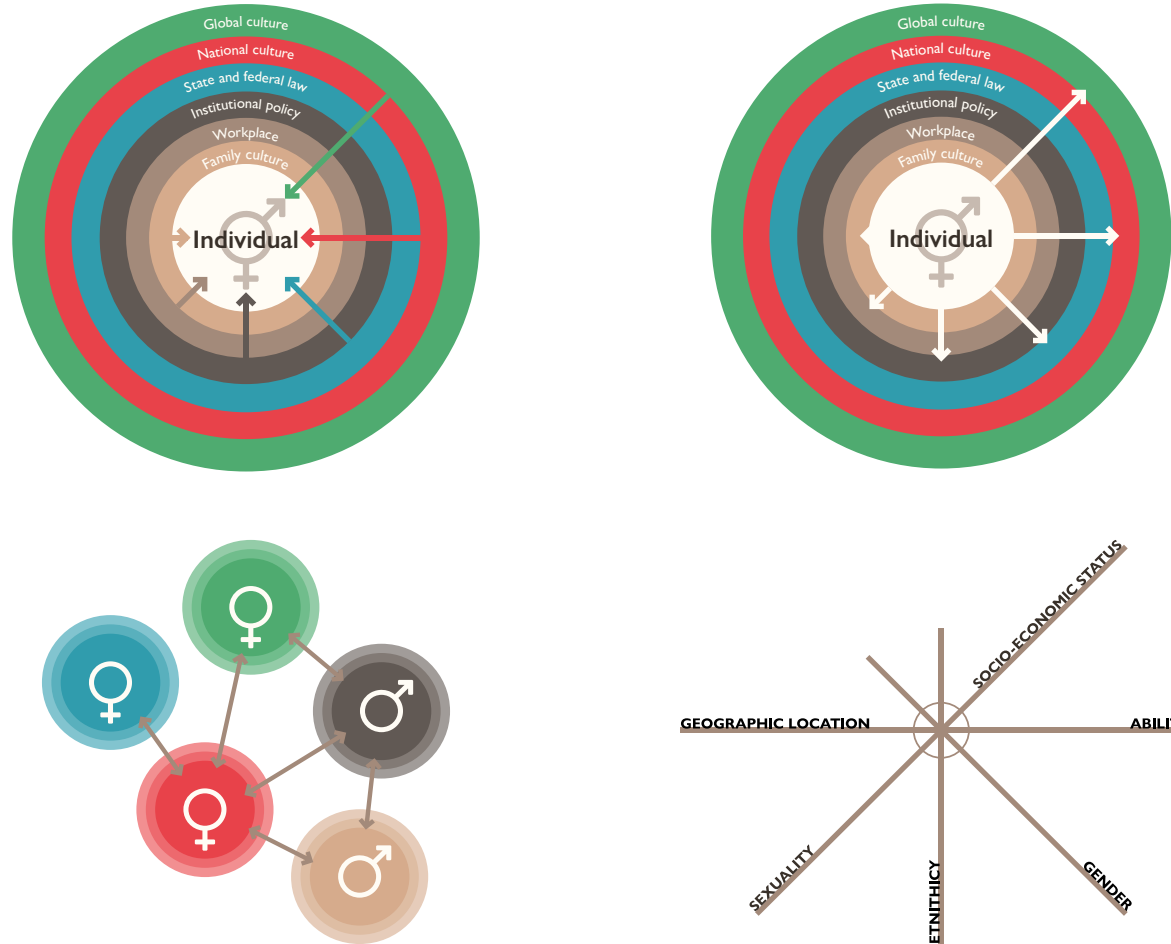 Global culture
National culture
State and federal law
Institutional policy
Workplace
Family culture
Individual
Global culture
National culture
State and federal law
Institutional policy
Workplace
Family culture
Individual
SOCIO-ECONOMIC STATUS
GEOGRAPHIC LOCATION
ABILI
SEXUALITY
ETNITHICY
GENDER